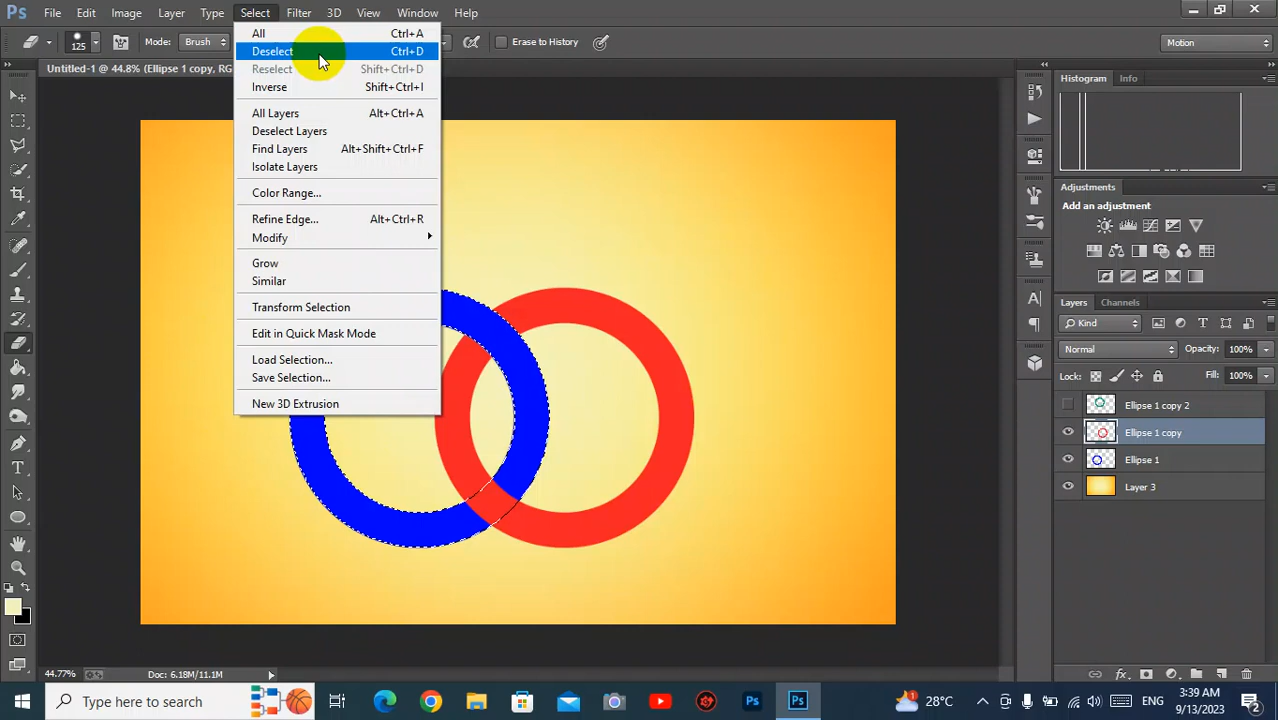 Ps File Edit Image Layer Type Select Filter 3D View Window Help
125 Mode: Brush Erase to History Motion
Untitled-1 @ 44.8% (Ellipse 1 copy, RG
All Ctrl+A
Deselect Ctrl+D
Reselect Shift+Ctrl+D
Inverse Shift+Ctrl+I
All Layers Alt+Ctrl+A
Deselect Layers
Find Layers Alt+Shift+Ctrl+F
Isolate Layers
Color Range...
Refine Edge... Alt+Ctrl+R
Modify
Grow
Similar
Transform Selection
Edit in Quick Mask Mode
Load Selection...
Save Selection...
New 3D Extrusion
Histogram Info
Adjustments
Add an adjustment
Layers Channels
Kind
Normal Opacity: 100%
Lock: Fill: 100%
Ellipse 1 copy 2
Ellipse 1 copy
Ellipse 1
Layer 3
44.77% Doc: 6.18M/11.1M
Type here to search
Ps Ps
1 28°C ENG
3:39 AM
9/13/2023
2